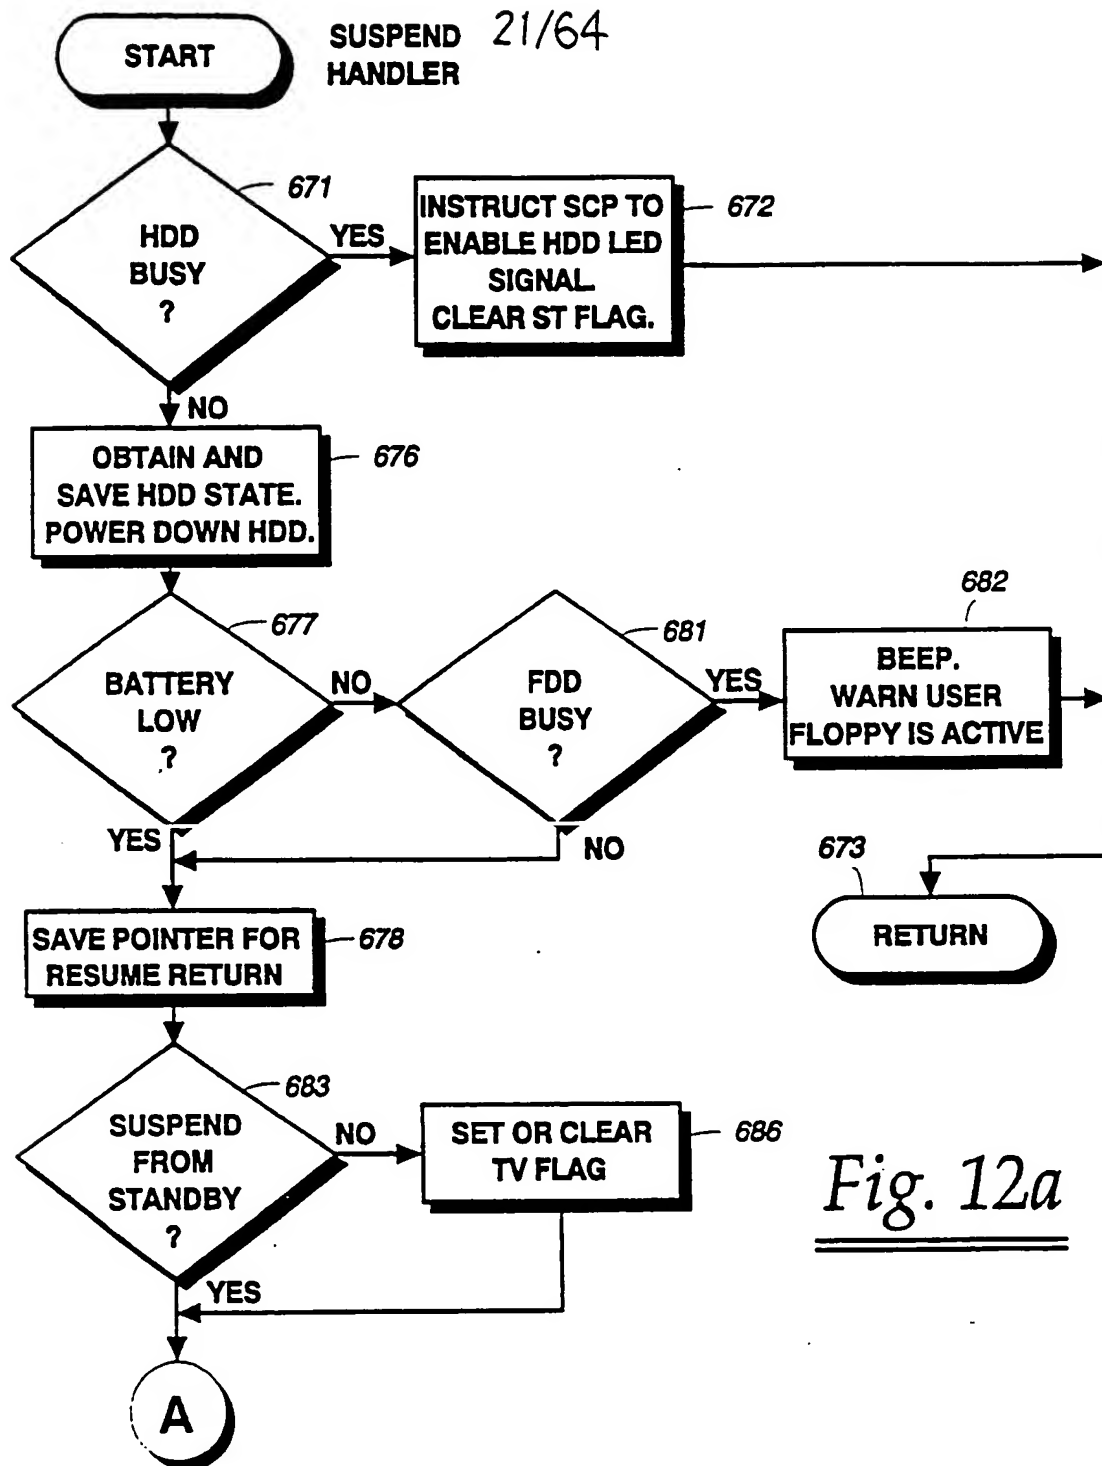 START
SUSPEND 21/64
HANDLER
671
HDD
BUSY
?
YES
INSTRUCT SCP TO
ENABLE HDD LED
SIGNAL.
CLEAR ST FLAG.
672
NO
OBTAIN AND
SAVE HDD STATE.
POWER DOWN HDD.
676
677
BATTERY
LOW
?
NO
681
FDD
BUSY
?
YES
682
BEEP.
WARN USER
FLOPPY IS ACTIVE
YES
NO
673
RETURN
SAVE POINTER FOR
RESUME RETURN
678
683
SUSPEND
FROM
STANDBY
?
NO
SET OR CLEAR
TV FLAG
686
YES
A
Fig. 12a